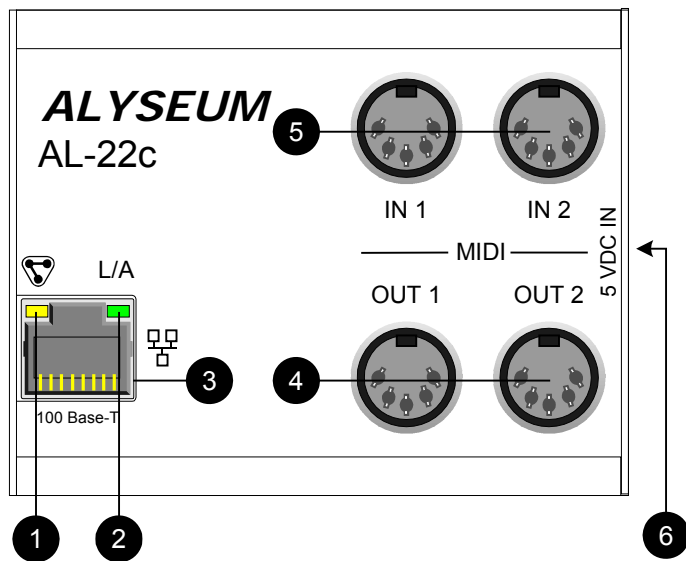 ALYSEUM
AL-22c
5
IN 1 IN 2
MIDI
5 VDC IN
L/A
OUT 1 OUT 2
3
4
100 Base-T
1 2 6